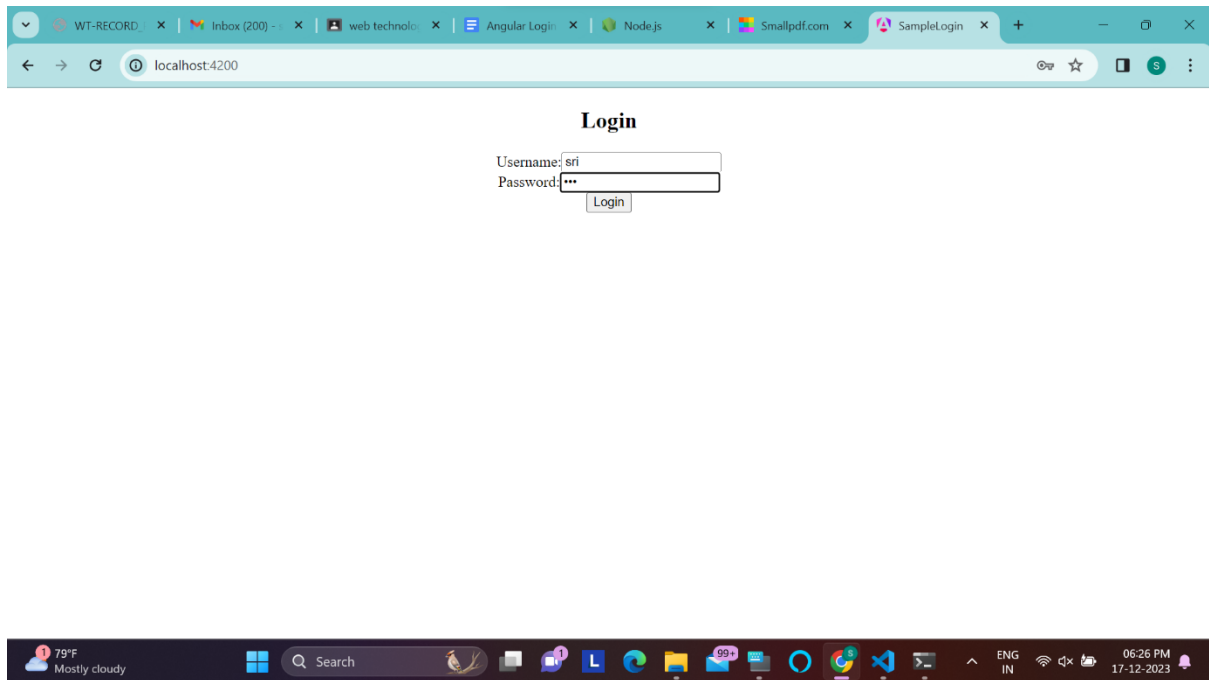 WT-RECORD_ Inbox (200) - web technolo Angular Login Node.js Smallpdf.com SampleLogin
localhost:4200
S
Login
Username: sri
Password: •••
Login
1 79°F
Mostly cloudy
Search
1
L
99+
S
ENG
IN
06:26 PM
17-12-2023